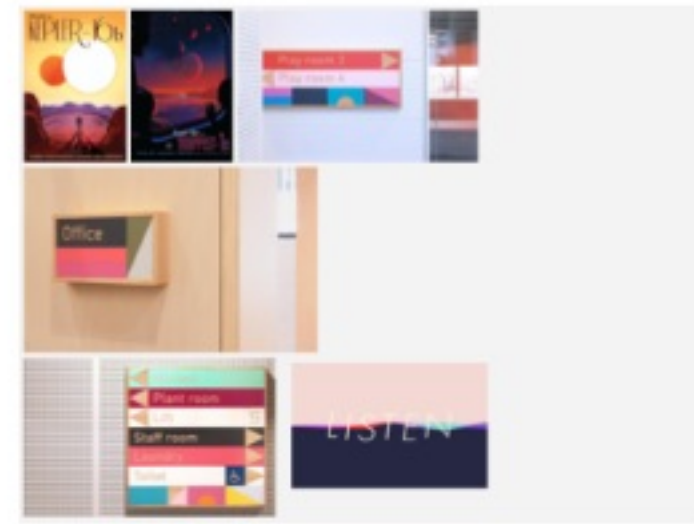 KEPLER-16b
Play room 3
Play room 4
Office
Plant room
Lift
Staff room
Laundry
Toilet
LISTEN